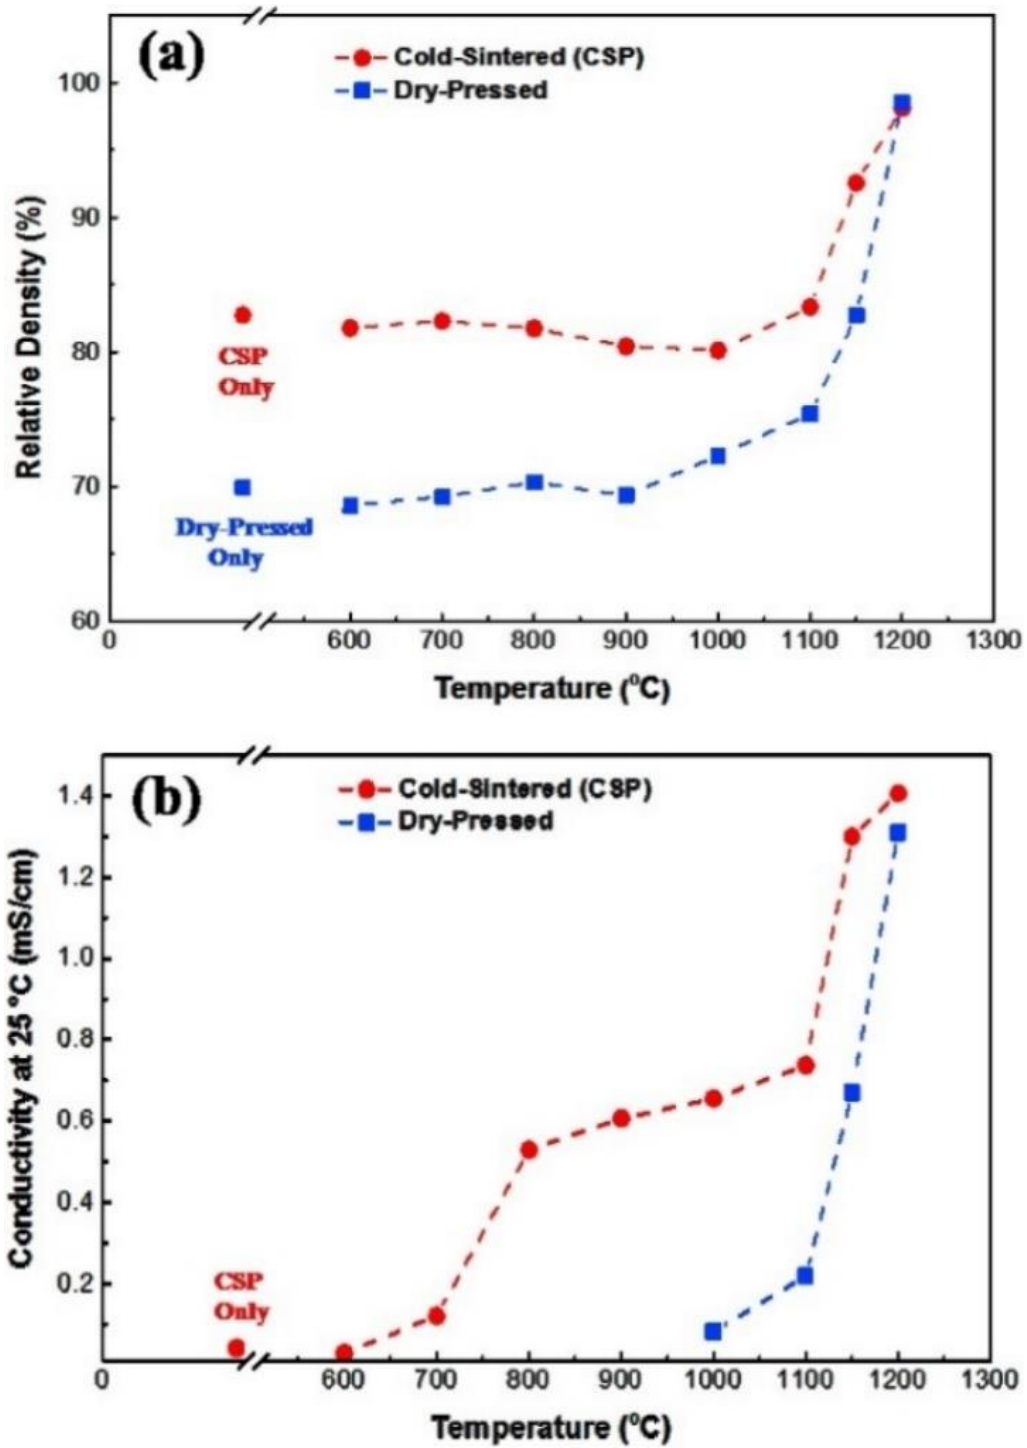 (a)
Cold-Sintered (CSP)
Dry-Pressed
100
90
80
70
60
Relative Density (%)
CSP
Only
Dry-Pressed
Only
0
600
700
800
900
1000
1100
1200
1300
Temperature (°C)
(b)
Cold-Sintered (CSP)
Dry-Pressed
1.4
1.2
1.0
0.8
0.6
0.4
0.2
Conductivity at 25 °C (mS/cm)
CSP
Only
0
600
700
800
900
1000
1100
1200
1300
Temperature (°C)